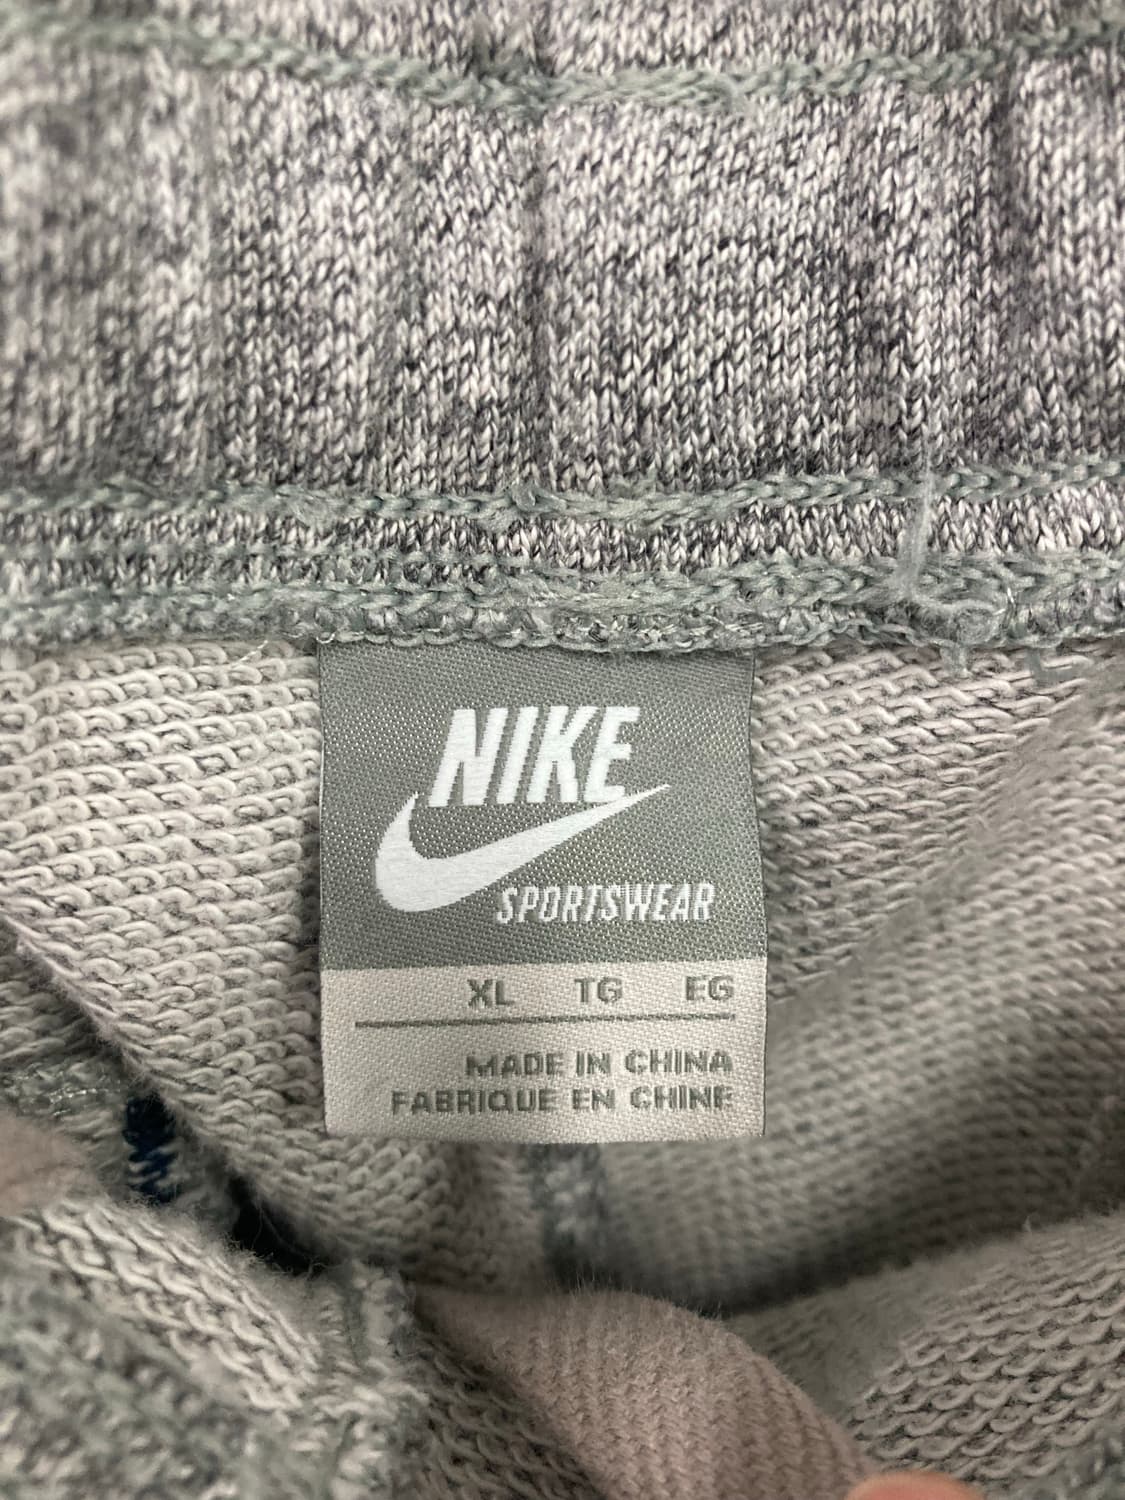 NIKE
SPORTSWEAR
XL TG EG
MADE IN CHINA
FABRIQUE EN CHINE